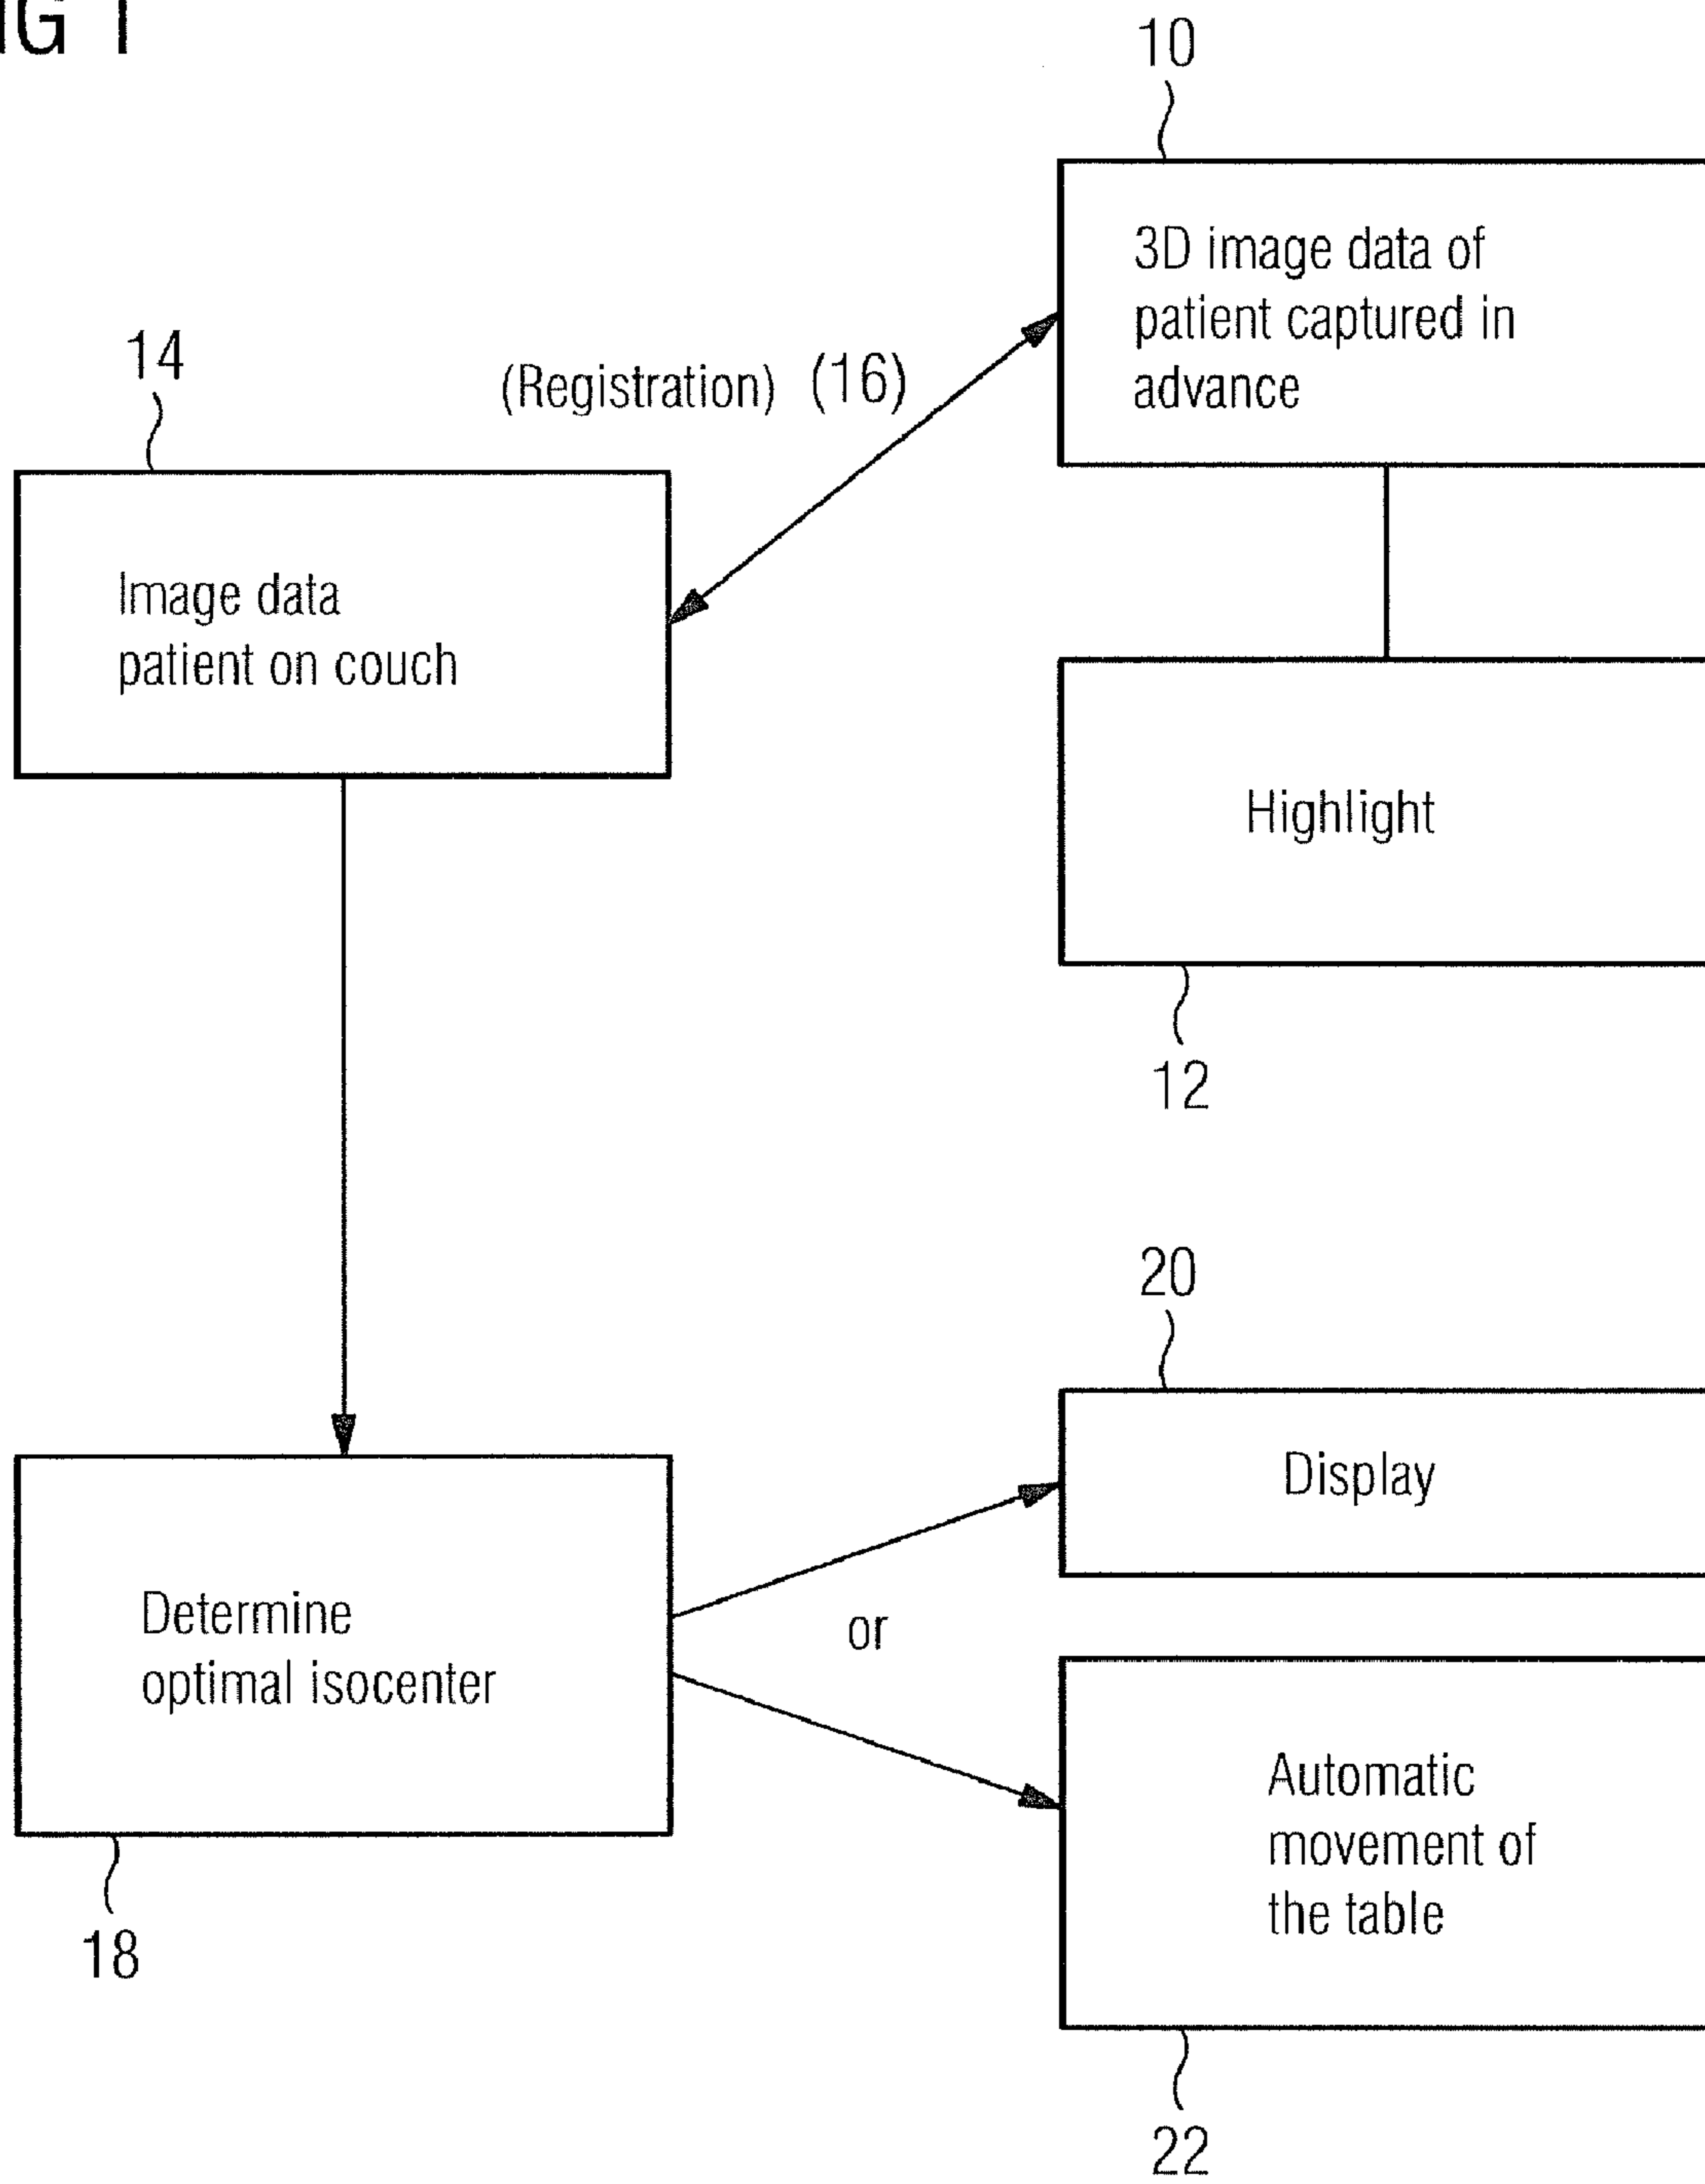 IG 1
10
3D image data of
patient captured in
advance
14
(Registration) (16)
Image data
patient on couch
Highlight
12
20
Display
Determine
optimal isocenter
or
Automatic
movement of
the table
18
22